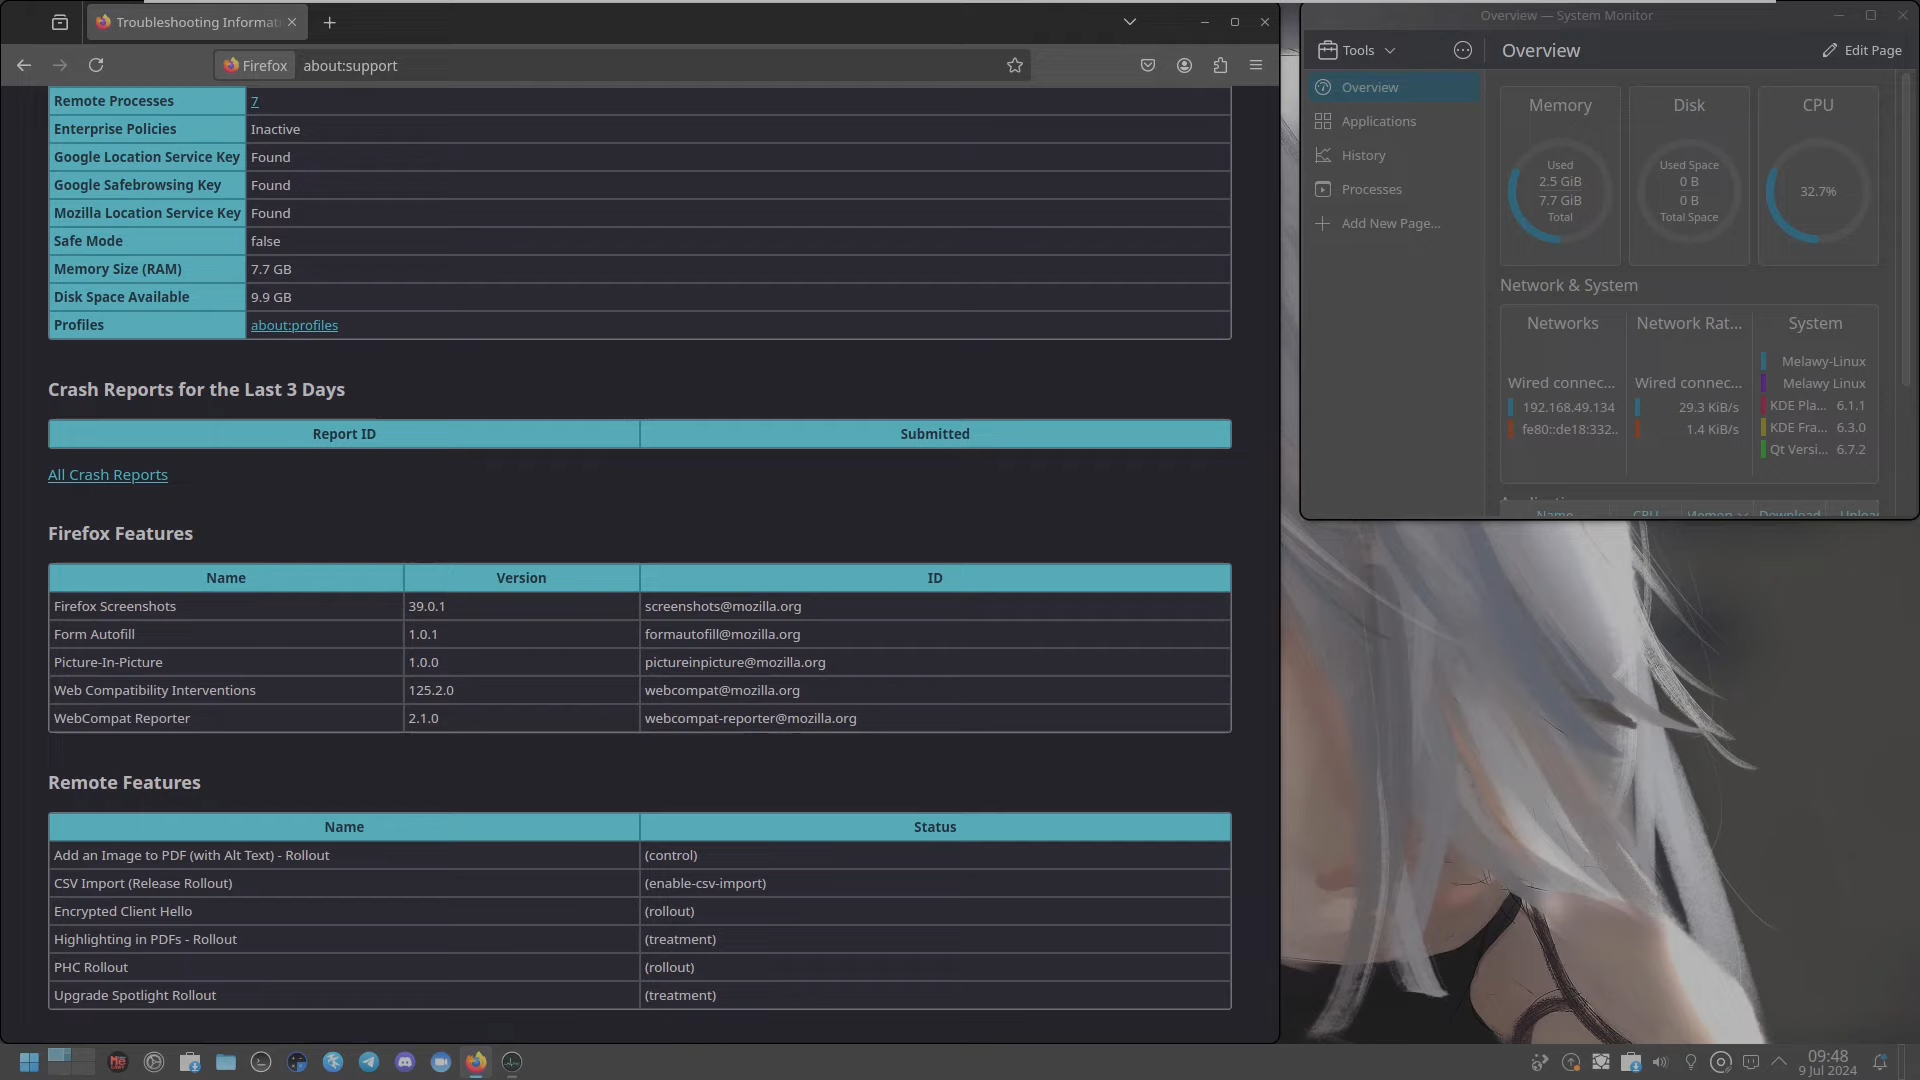 Troubleshooting Informat
Firefox
about:support
Remote Processes 7
Enterprise Policies Inactive
Google Location Service Key Found
Google Safebrowsing Key Found
Mozilla Location Service Key Found
Safe Mode false
Memory Size (RAM) 7.7 GB
Disk Space Available 9.9 GB
Profiles about:profiles
Crash Reports for the Last 3 Days
Report ID Submitted
All Crash Reports
Firefox Features
Name Version ID
Firefox Screenshots 39.0.1 screenshots@mozilla.org
Form Autofill 1.0.1 formautofill@mozilla.org
Picture-In-Picture 1.0.0 pictureinpicture@mozilla.org
Web Compatibility Interventions 125.2.0 webcompat@mozilla.org
WebCompat Reporter 2.1.0 webcompat-reporter@mozilla.org
Remote Features
Name Status
Add an Image to PDF (with Alt Text) - Rollout (control)
CSV Import (Release Rollout) (enable-csv-import)
Encrypted Client Hello (rollout)
Highlighting in PDFs - Rollout (treatment)
PHC Rollout (rollout)
Upgrade Spotlight Rollout (treatment)
Overview — System Monitor
Tools
Overview
Edit Page
Overview
Applications
History
Processes
Add New Page...
Memory
Used
2.5 GiB
7.7 GiB
Total
Disk
Used Space
0 B
0 B
Total Space
CPU
32.7%
Network & System
Networks
Wired connec...
192.168.49.134
fe80::de18:332..
Network Rat...
Wired connec...
29.3 KiB/s
1.4 KiB/s
System
Melawy-Linux
Melawy Linux
KDE Pla... 6.1.1
KDE Fra... 6.3.0
Qt Versi... 6.7.2
Name CPU Memory Download Upload
09:48
9 Jul 2024